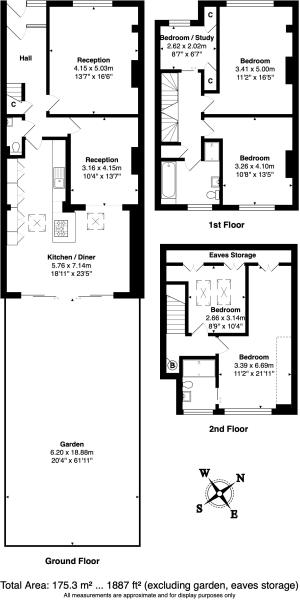 Hall
Reception
4.15 x 5.03m
13'7" x 16'6"
C
Reception
3.16 x 4.15m
10'4" x 13'7"
Kitchen / Diner
5.76 x 7.14m
18'11" x 23'5"
Garden
6.20 x 18.88m
20'4" x 61'11"
Ground Floor
C
Bedroom / Study
2.62 x 2.02m
8'7" x 6'7"
C
Bedroom
3.41 x 5.00m
11'2" x 16'5"
Bedroom
3.26 x 4.10m
10'8" x 13'5"
1st Floor
Eaves Storage
Bedroom
2.66 x 3.14m
8'9" x 10'4"
Bedroom
3.39 x 6.69m
11'2" x 21'11"
B
2nd Floor
W
N
S
E
Total Area: 175.3 m² ... 1887 ft² (excluding garden, eaves storage)
All measurements are approximate and for display purposes only